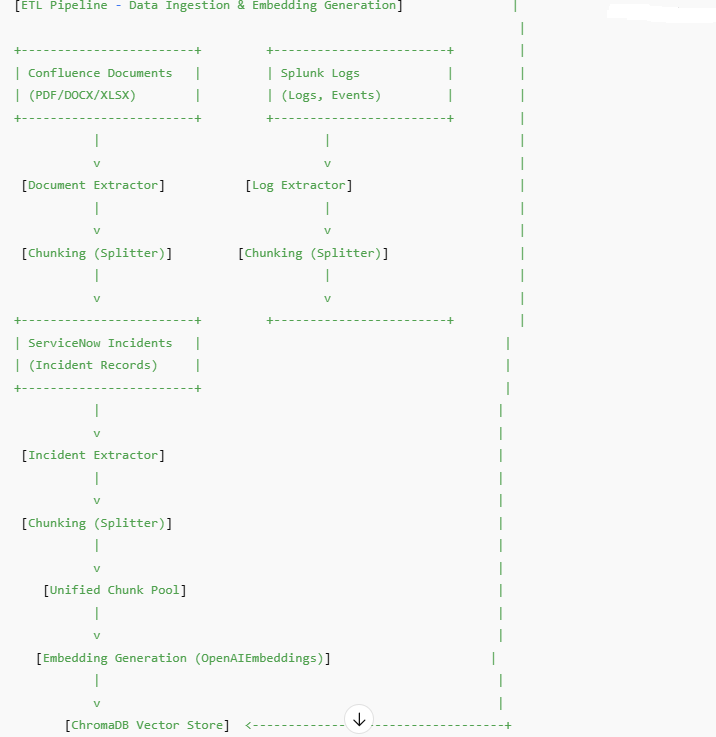 [ETL Pipeline - Data Ingestion & Embedding Generation]                |
                                                                       |
+------------------------+         +------------------------+         |
| Confluence Documents   |         | Splunk Logs            |         |
| (PDF/DOCX/XLSX)        |         | (Logs, Events)         |         |
+------------------------+         +------------------------+         |
           |                                |                          |
           v                                v                          |
 [Document Extractor]           [Log Extractor]                        |
           |                                |                          |
           v                                v                          |
 [Chunking (Splitter)]         [Chunking (Splitter)]                   |
           |                                |                          |
           v                                v                          |
+------------------------+         +------------------------+         |
| ServiceNow Incidents   |                                          |
| (Incident Records)     |                                          |
+------------------------+                                          |
           |                                                       |
           v                                                       |
 [Incident Extractor]                                              |
           |                                                       |
           v                                                       |
 [Chunking (Splitter)]                                             |
           |                                                       |
           v                                                       |
    [Unified Chunk Pool]                                           |
           |                                                       |
           v                                                       |
   [Embedding Generation (OpenAIEmbeddings)]                      |
           |                                                       |
           v                                                       |
       [ChromaDB Vector Store]  <-----------------------------------+